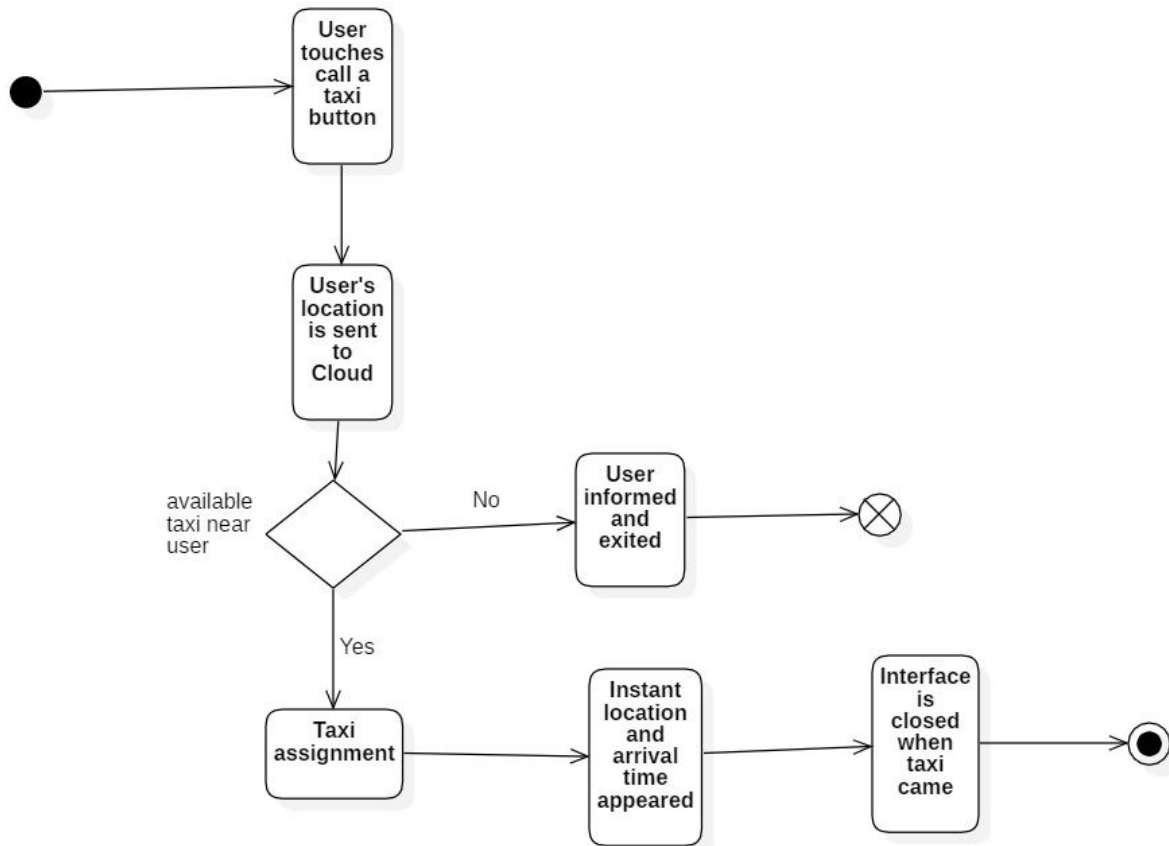 User
touches
call a
taxi
button
User's
location
is sent
to
Cloud
available
taxi near
user
No
User
informed
and
exited
Yes
Taxi
assignment
Instant
location
and
arrival
time
appeared
Interface
is
closed
when
taxi
came